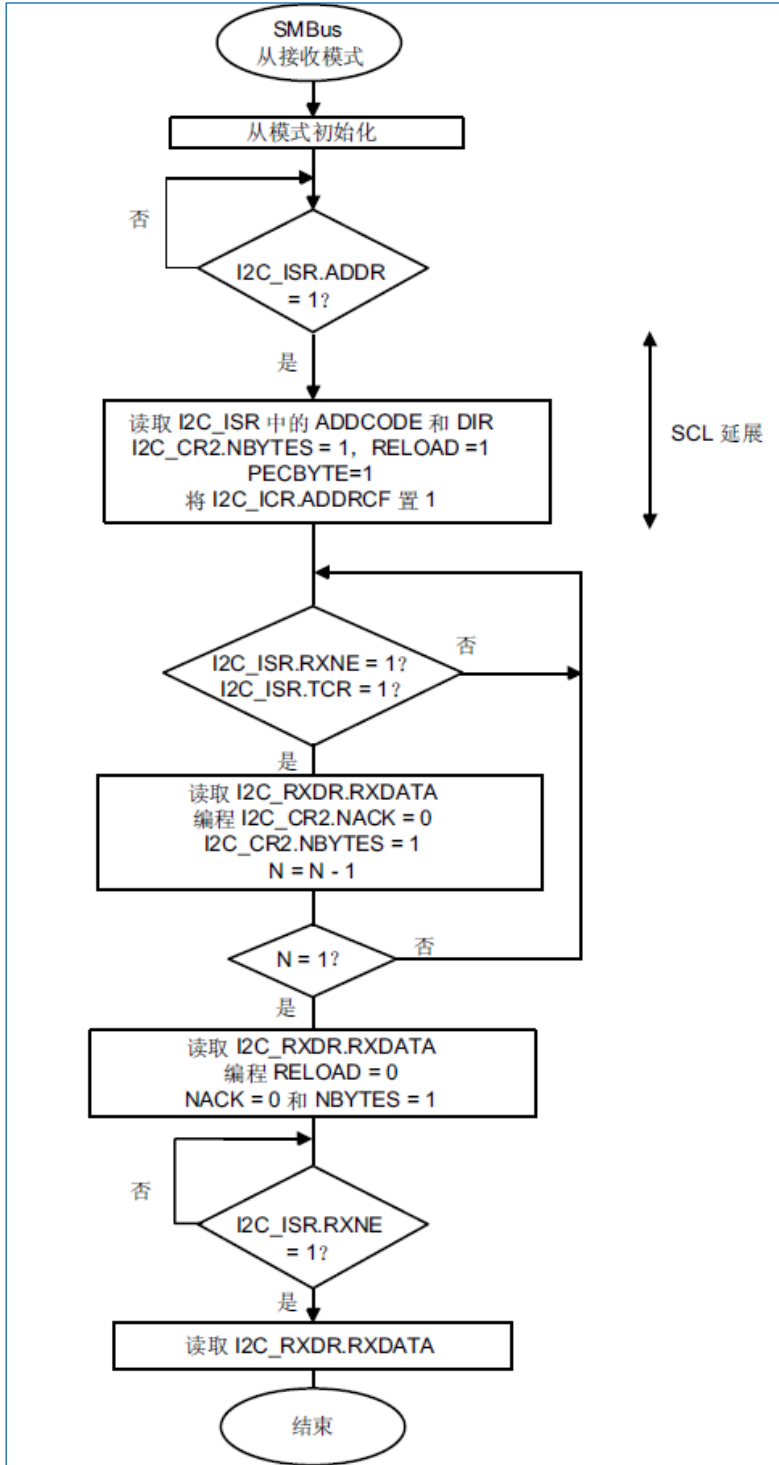 SMBus
从接收模式
从模式初始化
否
I2C_ISR.ADDR
= 1?
是
读取 I2C_ISR 中的 ADDCODE 和 DIR
I2C_CR2.NBYTES = 1, RELOAD =1
PECBYTE=1
将 I2C_ICR.ADDRCF 置 1
SCL 延展
I2C_ISR.RXNE = 1?
I2C_ISR.TCR = 1?
否
是
读取 I2C_RXDR.RXDATA
编程 I2C_CR2.NACK = 0
I2C_CR2.NBYTES = 1
N = N - 1
N = 1?
否
是
读取 I2C_RXDR.RXDATA
编程 RELOAD = 0
NACK = 0 和 NBYTES = 1
否
I2C_ISR.RXNE
= 1?
是
读取 I2C_RXDR.RXDATA
结束